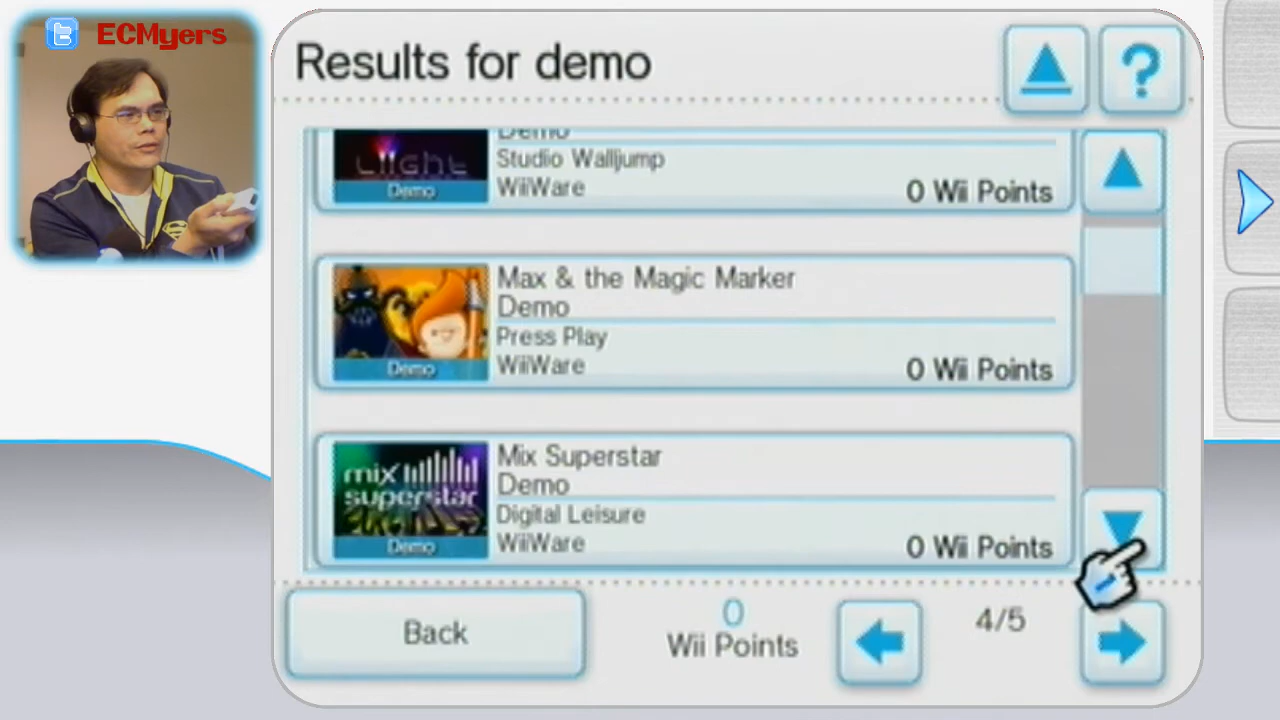 ECMyers
Results for demo
?
Demo
Studio Walljump
WiiWare
0 Wii Points
LiGht
Demo
Max & the Magic Marker
Demo
Press Play
WiiWare
0 Wii Points
Demo
Mix Superstar
Demo
Digital Leisure
WiiWare
0 Wii Points
mix
superstar
Demo
Back
0
Wii Points
4/5